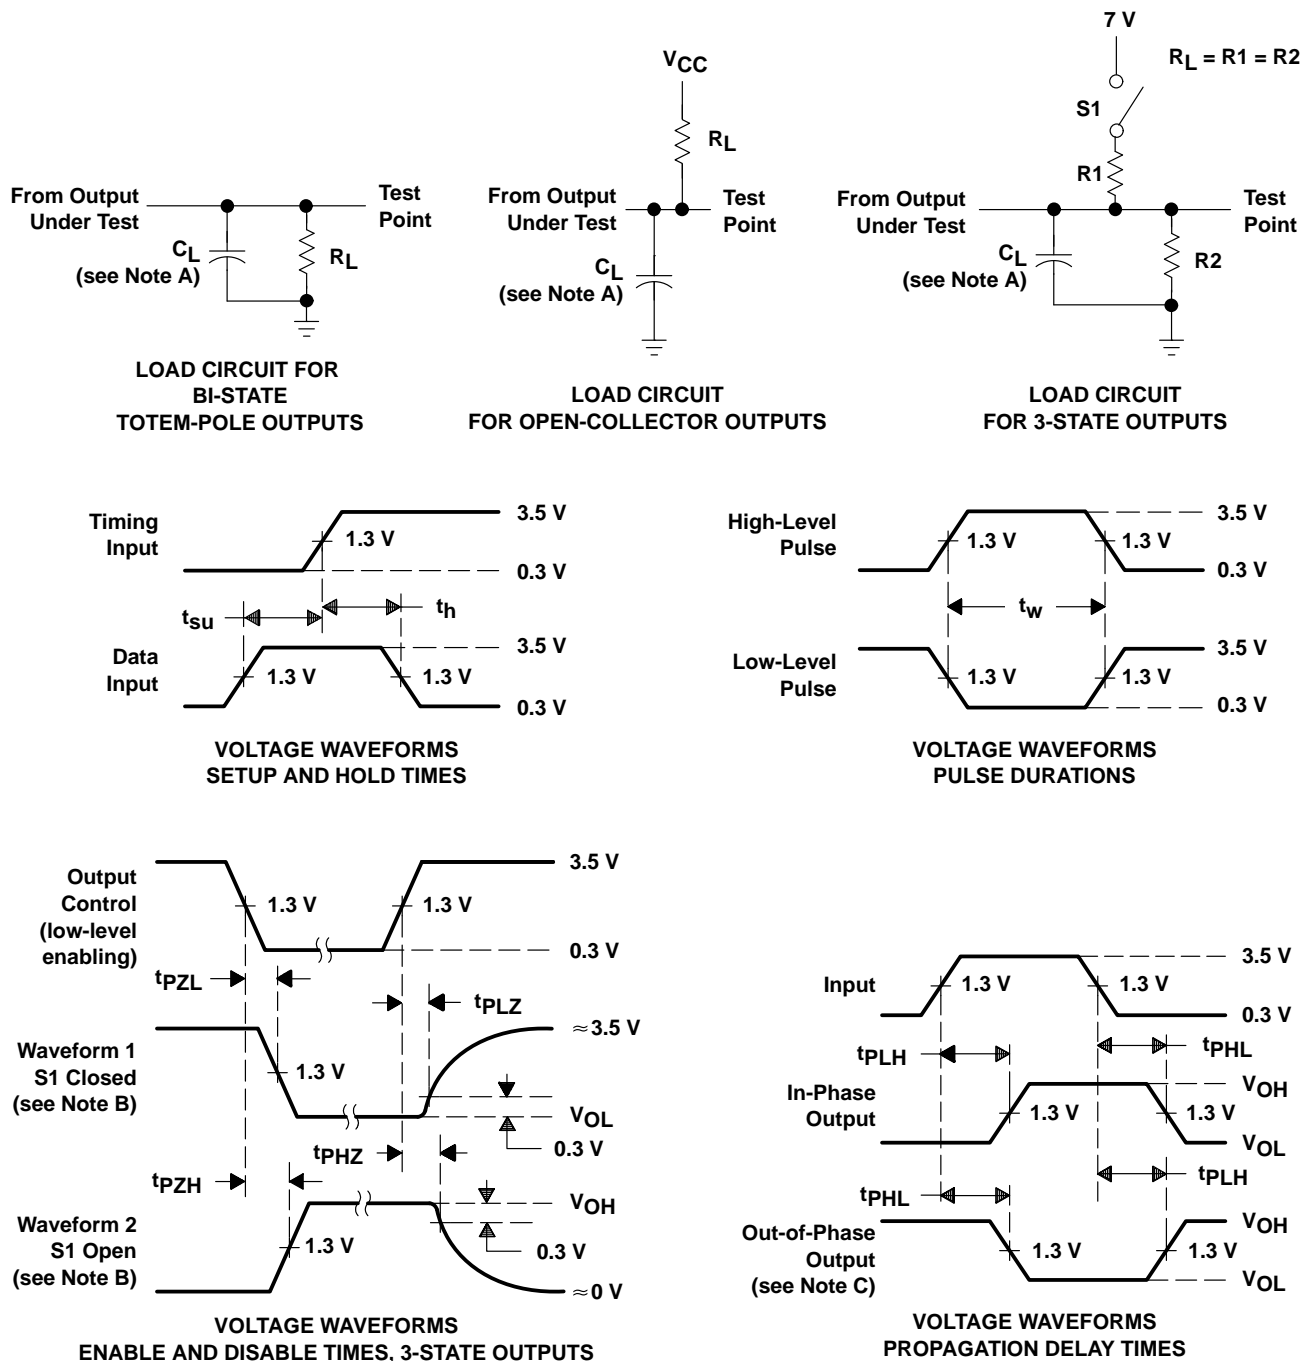 From Output
Under Test
Test
Point
CL
(see Note A)
RL
LOAD CIRCUIT FOR
BI-STATE
TOTEM-POLE OUTPUTS
VCC
RL
From Output
Under Test
Test
Point
CL
(see Note A)
LOAD CIRCUIT
FOR OPEN-COLLECTOR OUTPUTS
7 V
RL = R1 = R2
S1
R1
From Output
Under Test
Test
Point
CL
(see Note A)
R2
LOAD CIRCUIT
FOR 3-STATE OUTPUTS
Timing
Input
3.5 V
1.3 V
0.3 V
tsu
th
Data
Input
3.5 V
1.3 V
1.3 V
0.3 V
VOLTAGE WAVEFORMS
SETUP AND HOLD TIMES
High-Level
Pulse
3.5 V
1.3 V
1.3 V
0.3 V
tw
Low-Level
Pulse
3.5 V
1.3 V
1.3 V
0.3 V
VOLTAGE WAVEFORMS
PULSE DURATIONS
Output
Control
(low-level
enabling)
3.5 V
1.3 V
1.3 V
0.3 V
tPZL
tPLZ
Waveform 1
S1 Closed
(see Note B)
≈3.5 V
1.3 V
VOL
0.3 V
tPHZ
tPZH
Waveform 2
S1 Open
(see Note B)
VOH
1.3 V
0.3 V
≈0 V
VOLTAGE WAVEFORMS
ENABLE AND DISABLE TIMES, 3-STATE OUTPUTS
Input
3.5 V
1.3 V
1.3 V
0.3 V
tPLH
tPHL
In-Phase
Output
VOH
1.3 V
1.3 V
VOL
tPHL
tPLH
Out-of-Phase
Output
(see Note C)
VOH
1.3 V
1.3 V
VOL
VOLTAGE WAVEFORMS
PROPAGATION DELAY TIMES